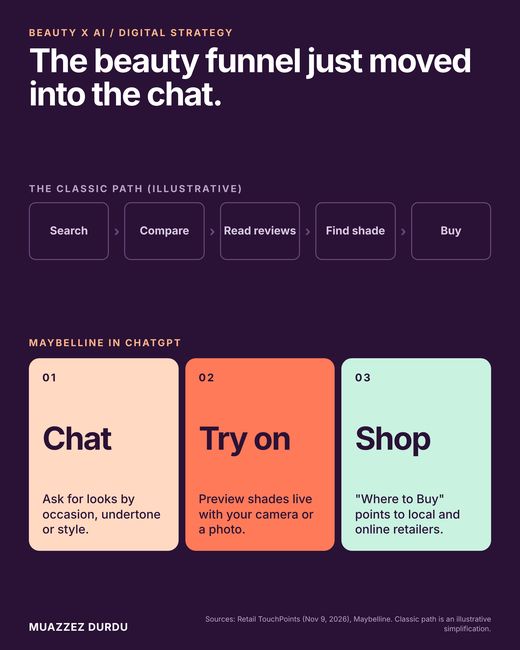 BEAUTY X AI / DIGITAL STRATEGY
The beauty funnel just moved
into the chat.
THE CLASSIC PATH (ILLUSTRATIVE)
Search › Compare › Read reviews › Find shade › Buy
MAYBELLINE IN CHATGPT
01
Chat
Ask for looks by
occasion, undertone
or style.
02
Try on
Preview shades live
with your camera or
a photo.
03
Shop
"Where to Buy"
points to local and
online retailers.
MUAZZEZ DURDU
Sources: Retail TouchPoints (Nov 9, 2026), Maybelline. Classic path is an illustrative
simplification.